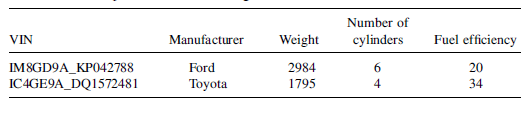 Number of
VIN Manufacturer Weight cylinders Fuel efficiency
IM8GD9A_KP042788 Ford 2984 6 20
IC4GE9A_DQ1572481 Toyota 1795 4 34